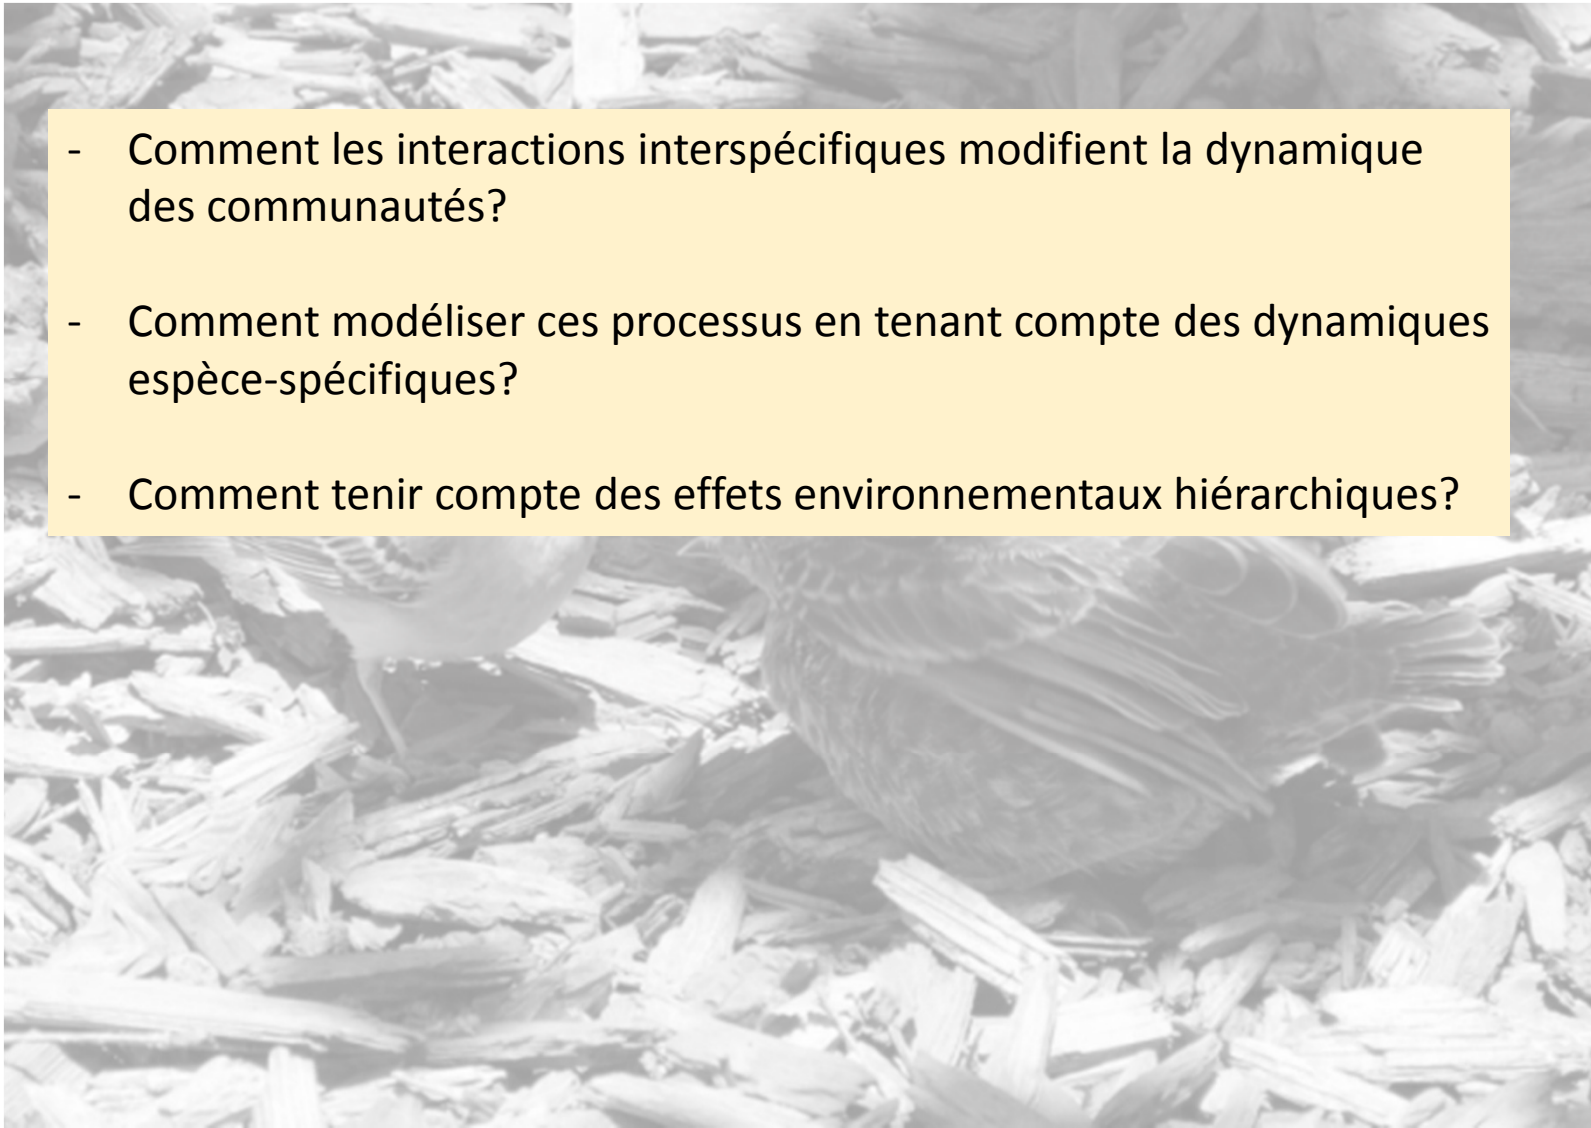 - Comment les interactions interspécifiques modifient la dynamique
des communautés?
- Comment modéliser ces processus en tenant compte des dynamiques
espèce-spécifiques?
- Comment tenir compte des effets environnementaux hiérarchiques?